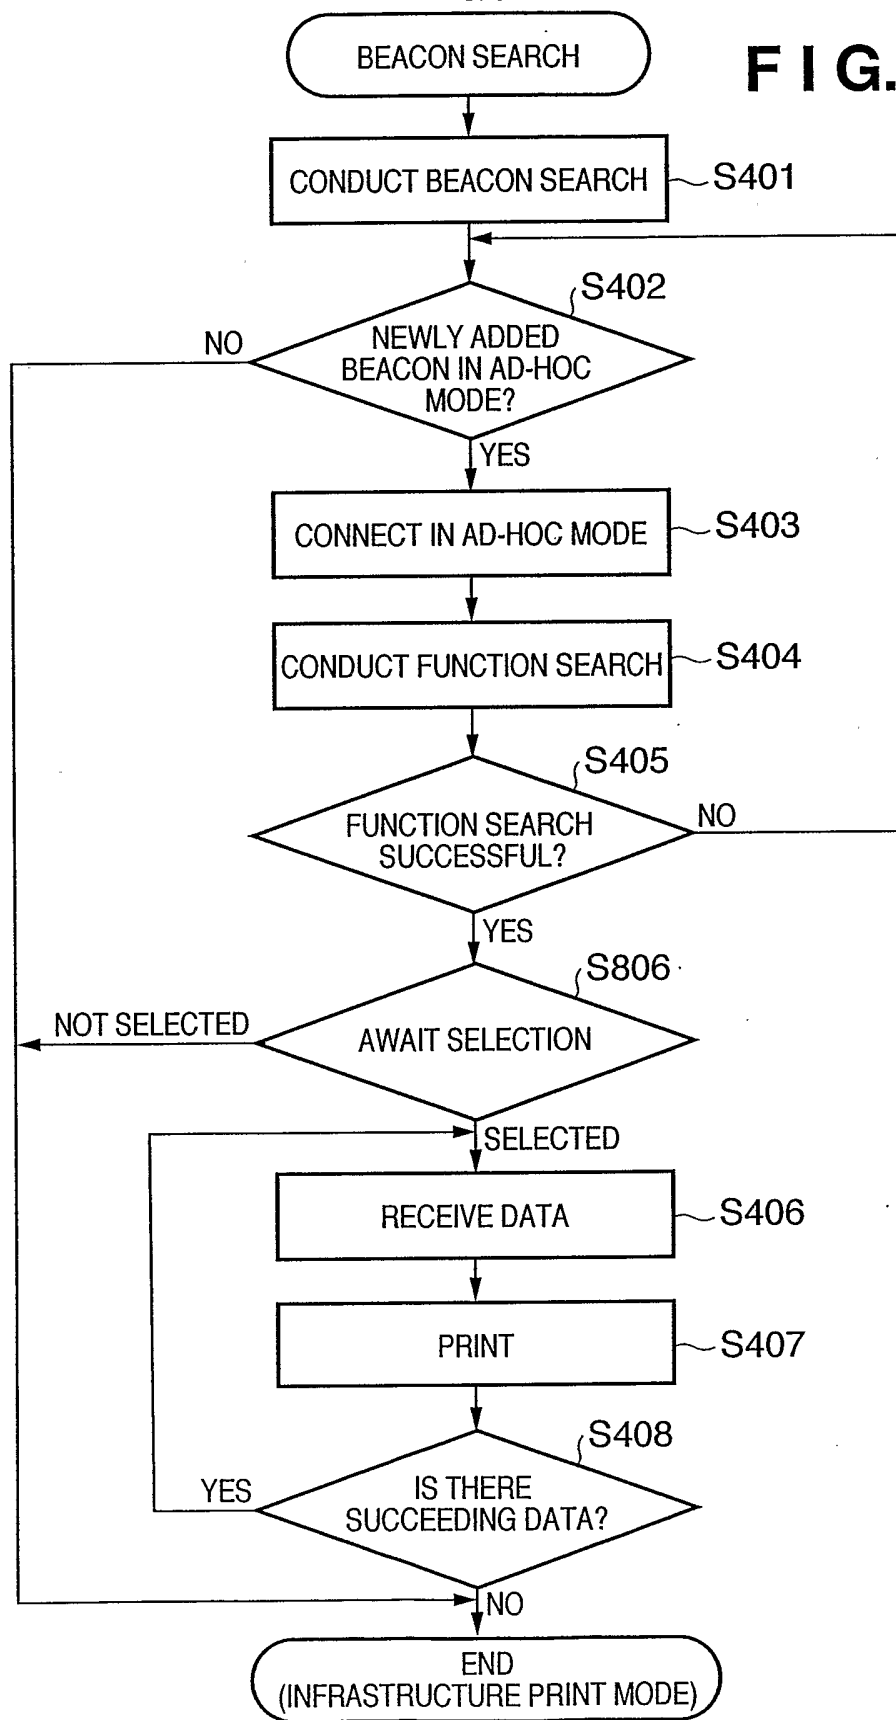 BEACON SEARCH
F I G.
CONDUCT BEACON SEARCH
S401
S402
NO
NEWLY ADDED
BEACON IN AD-HOC
MODE?
YES
CONNECT IN AD-HOC MODE
S403
CONDUCT FUNCTION SEARCH
S404
S405
FUNCTION SEARCH
SUCCESSFUL?
NO
YES
S806
NOT SELECTED
AWAIT SELECTION
SELECTED
RECEIVE DATA
S406
PRINT
S407
S408
YES
IS THERE
SUCCEEDING DATA?
NO
END
(INFRASTRUCTURE PRINT MODE)